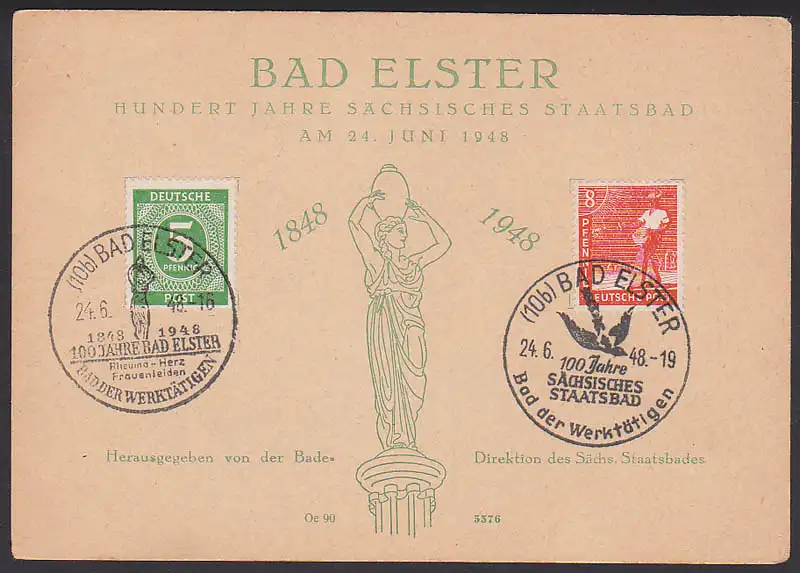 BAD ELSTER
HUNDERT JAHRE SÄCHSISCHES STAATSBAD
AM 24. JUNI 1948
1848
1948
DEUTSCHE
5
PFENNIG
POST
8
PFENNIG
DEUTSCHE POST
(10b) BAD ELSTER
24.6. 48.-16
1848 1948
100 JAHRE BAD ELSTER
Rheuma-Herz
Frauenleiden
BAD DER WERKTÄTIGEN
(10b) BAD ELSTER
24.6. 48.-19
100 Jahre
SÄCHSISCHES
STAATSBAD
Bad der Werktätigen
Herausgegeben von der Bade= Direktion des Sächs. Staatsbades
Oe 90 5376